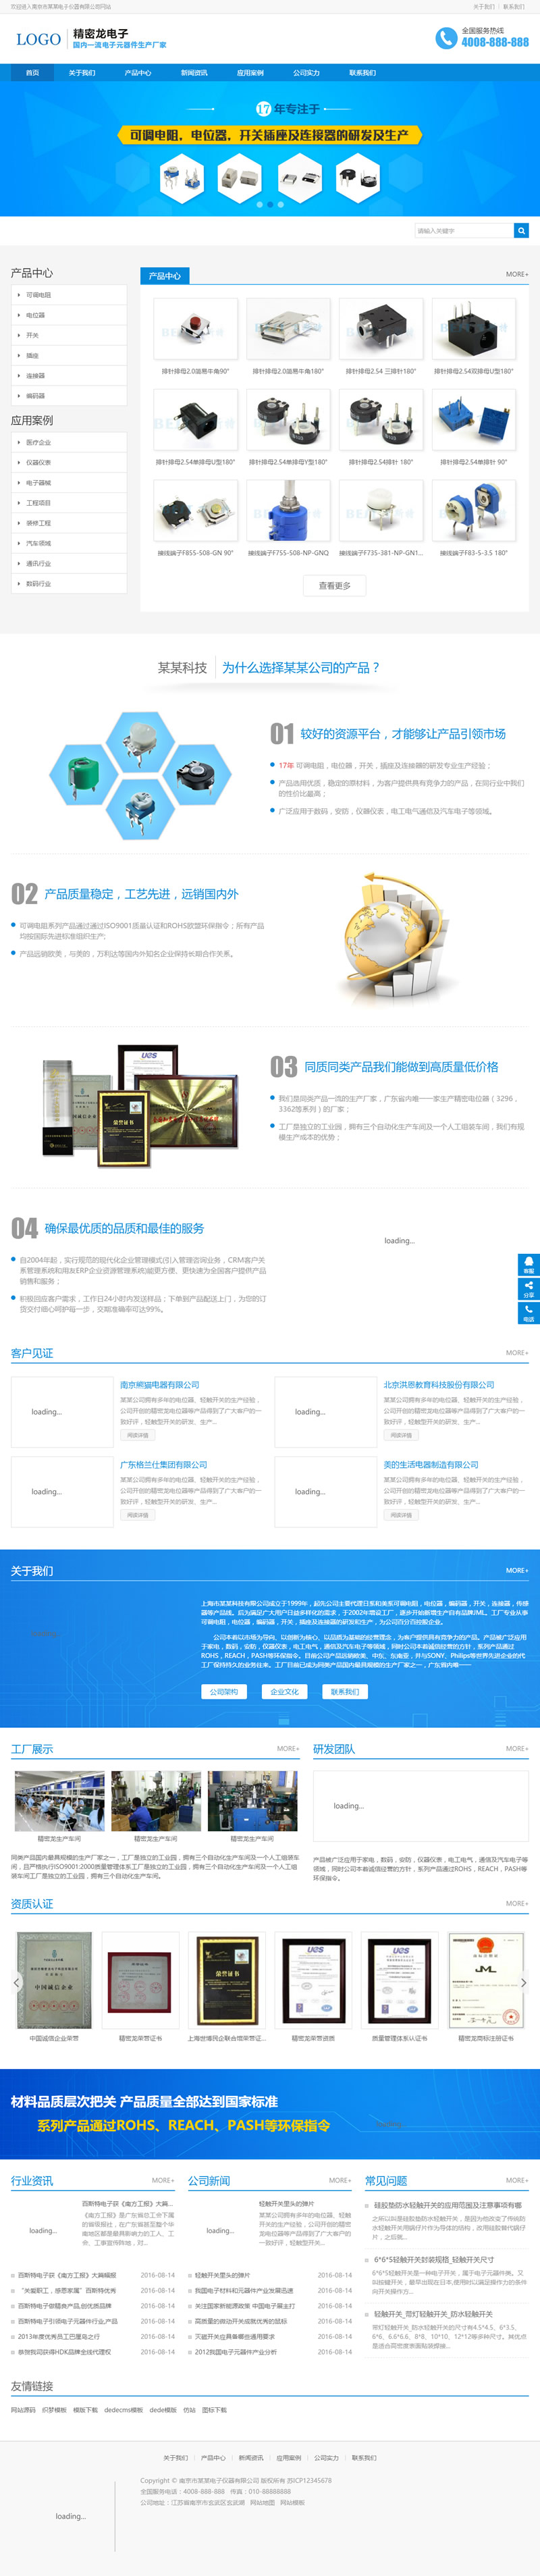 欢迎进入南京市某某电子仪器有限公司网站
关于我们 | 联系我们
LOGO
精密龙电子
国内一流电子元器件生产厂家
全国服务热线
4008-888-888
首页 关于我们 产品中心 新闻资讯 应用案例 公司实力 联系我们
17 年专注于
可调电阻、电位器、开关插座及连接器的研发及生产
请输入关键字
产品中心
可调电阻
电位器
开关
插座
连接器
编码器
应用案例
医疗企业
仪器仪表
电子器械
工程项目
装修工程
汽车领域
通讯行业
数码行业
产品中心
MORE+
排针排母2.0简易牛角90°
排针排母2.0简易牛角180°
排针排母2.54 三排针180°
排针排母2.54双排母U型180°
排针排母2.54单排母U型180°
排针排母2.54单排母Y型180°
排针排母2.54排针 180°
排针排母2.54单排针 90°
接线端子F855-508-GN 90°
接线端子F755-508-NP-GNQ
接线端子F735-381-NP-GN1...
接线端子F83-5-3.5 180°
查看更多
某某科技 为什么选择某某公司的产品？
01 较好的资源平台，才能够让产品引领市场
17年 可调电阻，电位器，开关，插座及连接器的研发专业生产经验；
产品选用优质，稳定的原材料，为客户提供具有竞争力的产品，在同行业中我们
的性价比最高；
广泛应用于数码，安防，仪器仪表，电工电气通信及汽车电子等领域。
02 产品质量稳定，工艺先进，远销国内外
可调电阻系列产品通过通过ISO9001质量认证和ROHS欧盟环保指令；所有产品
均按国际先进标准组织生产;
产品远销欧美，与美的，万利达等国内外知名企业保持长期合作关系。
03 同质同类产品我们能做到高质量低价格
我们是同类产品一流的生产厂家，广东省内唯一一家生产精密电位器（3296，
3362等系列）的厂家；
工厂是独立的工业园，拥有三个自动化生产车间及一个人工组装车间，我们有规
模生产成本的优势；
04 确保最优质的品质和最佳的服务
自2004年起，实行规范的现代化企业管理模式(引入管理咨询业务，CRM客户关
系管理系统和用友ERP企业资源管理系统)能更方便、更快速为全国客户提供产品
销售和服务；
积极回应客户需求，工作日24小时内发送样品；下单到产品配送上门，为您的订
货交付细心呵护每一步，交期准确率可达99%。
loading...
客服
分享
电话
客户见证
MORE+
loading...
南京熊猫电器有限公司
某某公司拥有多年的电位器、轻触开关的生产经验，
公司开创的精密龙电位器等产品得到了广大客户的一
致好评，轻触型开关的研发、生产...
阅读详情
loading...
北京洪恩教育科技股份有限公司
某某公司拥有多年的电位器、轻触开关的生产经验，
公司开创的精密龙电位器等产品得到了广大客户的一
致好评，轻触型开关的研发、生产...
阅读详情
loading...
广东格兰仕集团有限公司
某某公司拥有多年的电位器、轻触开关的生产经验，
公司开创的精密龙电位器等产品得到了广大客户的一
致好评，轻触型开关的研发、生产...
阅读详情
loading...
美的生活电器制造有限公司
某某公司拥有多年的电位器、轻触开关的生产经验，
公司开创的精密龙电位器等产品得到了广大客户的一
致好评，轻触型开关的研发、生产...
阅读详情
关于我们
MORE+
上海市某某科技有限公司成立于1999年，起先公司主要代理日系和美系可调电阻，电位器，编码器，开关，连接器，传感
器等产品线。后为满足广大用户日益多样化的需求，于2002年增设工厂，逐步开始新增生产自有品牌JML。工厂专业从事
可调电阻，电位器，编码器，开关，插座及连接器的研发和生产，为公司百分百控股企业。
公司本着以市场为导向，以创新为核心，以品质为基础的经营理念，为客户提供具有竞争力的产品。产品被广泛应用
于家电，数码，安防，仪器仪表，电工电气，通信及汽车电子等领域，同时公司本着诚信经营的方针，系列产品通过
ROHS，REACH，PASH等环保指令。目前公司产品远销欧美、中东、东南亚，并与SONY、Philips等世界先进企业的代
工厂保持持久的业务往来。工厂目前已成为同类产品国内最具规模的生产厂家之一，广东省内唯一一
公司架构 企业文化 联系我们
工厂展示
MORE+
精密龙生产车间 精密龙生产车间 精密龙生产车间
同类产品国内最具规模的生产厂家之一，工厂是独立的工业园，拥有三个自动化生产车间及一个人工组装车
间，且严格执行ISO9001:2000质量管理体系工厂是独立的工业园，拥有三个自动化生产车间及一个人工组
装车间工厂是独立的工业园，拥有三个自动化生产车间。
研发团队
MORE+
loading...
产品被广泛应用于家电，数码，安防，仪器仪表，电工电气，通信及汽车电子等
领域，同时公司本着诚信经营的方针，系列产品通过ROHS，REACH，PASH等
环保指令。
资质认证
MORE+
中国诚信企业荣誉
精密龙荣誉证书
上海世博民企联合馆荣誉证...
精密龙荣誉资质
质量管理体系认证书
精密龙商标注册证书
材料品质层次把关 产品质量全部达到国家标准
系列产品通过ROHS、REACH、PASH等环保指令
行业资讯
MORE+
loading...
百斯特电子获《南方工报》大篇...
《南方工报》是广东省总工会下属
的省级报社，在广东省甚至整个华
南地区都是最具影响力的工人、工
会、工事宣传阵地，对...
百斯特电子获《南方工报》大篇幅报 2016-08-14
“关爱职工，感恩家属”百斯特优秀 2016-08-14
百斯特电子做精良产品,创优质品牌 2016-08-14
百斯特电子引领电子元器件行业,产品 2016-08-14
2013年度优秀员工巴厘岛之行 2016-08-14
恭贺我司获得HDK品牌全线代理权 2016-08-14
公司新闻
MORE+
loading...
轻触开关里头的弹片
某某公司拥有多年的电位器、轻触
开关的生产经验，公司开创的精密
龙电位器等产品得到了广大客户的
一致好评，轻触型开关...
轻触开关里头的弹片 2016-08-14
我国电子材料和元器件产业发展迅速 2016-08-14
关注国家新能源政策 中国电子展主打 2016-08-14
高质量的微动开关成就优秀的鼠标 2016-08-14
灭磁开关应具备哪些通用要求 2016-08-14
2012我国电子元器件产业分析 2016-08-14
常见问题
MORE+
硅胶垫防水轻触开关的应用范围及注意事项有哪
之所以叫是硅胶防水轻触开关，是因为他改变了传统防
水轻触开关用锅仔片作为导体的结构，改用硅胶替代锅仔
片，之后就...
6*6*5轻触开关封装规格_轻触开关尺寸
6*6*5轻触开关是一种电子开关，属于电子元器件类。又
叫按键开关，最早出现在日本,使用时以满足操作力的条件
向开关操作方...
轻触开关_带灯轻触开关_防水轻触开关
带灯轻触开关_防水轻触开关的尺寸有4.5*4.5、6*3.5、
6*6、6.6*6.6、8*8、10*10、12*12等多种尺寸。其优点
是适合高密度表面贴装焊接...
友情链接
网站源码 织梦模板 模版下载 dedecms模板 dede模版 仿站 图标下载
关于我们 | 产品中心 | 新闻资讯 | 应用案例 | 公司实力 | 联系我们
loading...
Copyright © 南京市某某电子仪器有限公司 版权所有 苏ICP12345678
全国服务电话：4008-888-888 传真：010-88888888
公司地址：江苏省南京市玄武区玄武湖 网站地图 网站模板